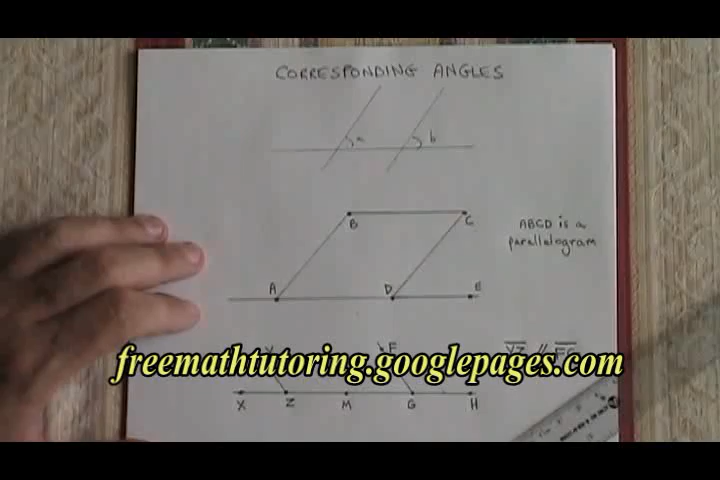 CORRESPONDING ANGLES
a b
B C
ABCD is a
parallelogram
A D E
Y F
freemathtutoring.googlepages.com
X Z M G H